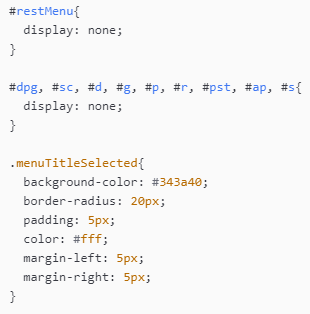 #restMenu{
  display: none;
}

#dpg, #sc, #d, #g, #p, #r, #pst, #ap, #s{
  display: none;
}

.menuTitleSelected{
  background-color: #343a40;
  border-radius: 20px;
  padding: 5px;
  color: #fff;
  margin-left: 5px;
  margin-right: 5px;
}